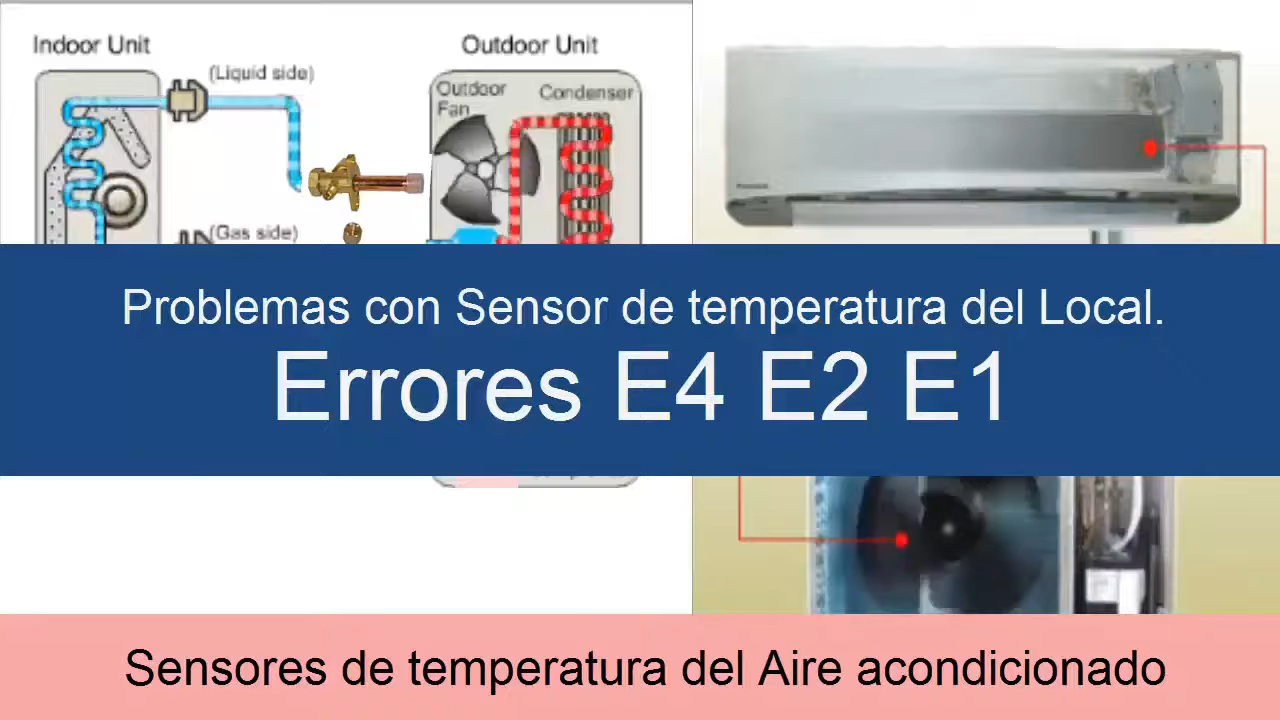 Indoor Unit
Outdoor Unit
(Liquid side)
Outdoor
Fan
Condenser
(Gas side)
Problemas con Sensor de temperatura del Local.
Errores E4 E2 E1
Sensores de temperatura del Aire acondicionado